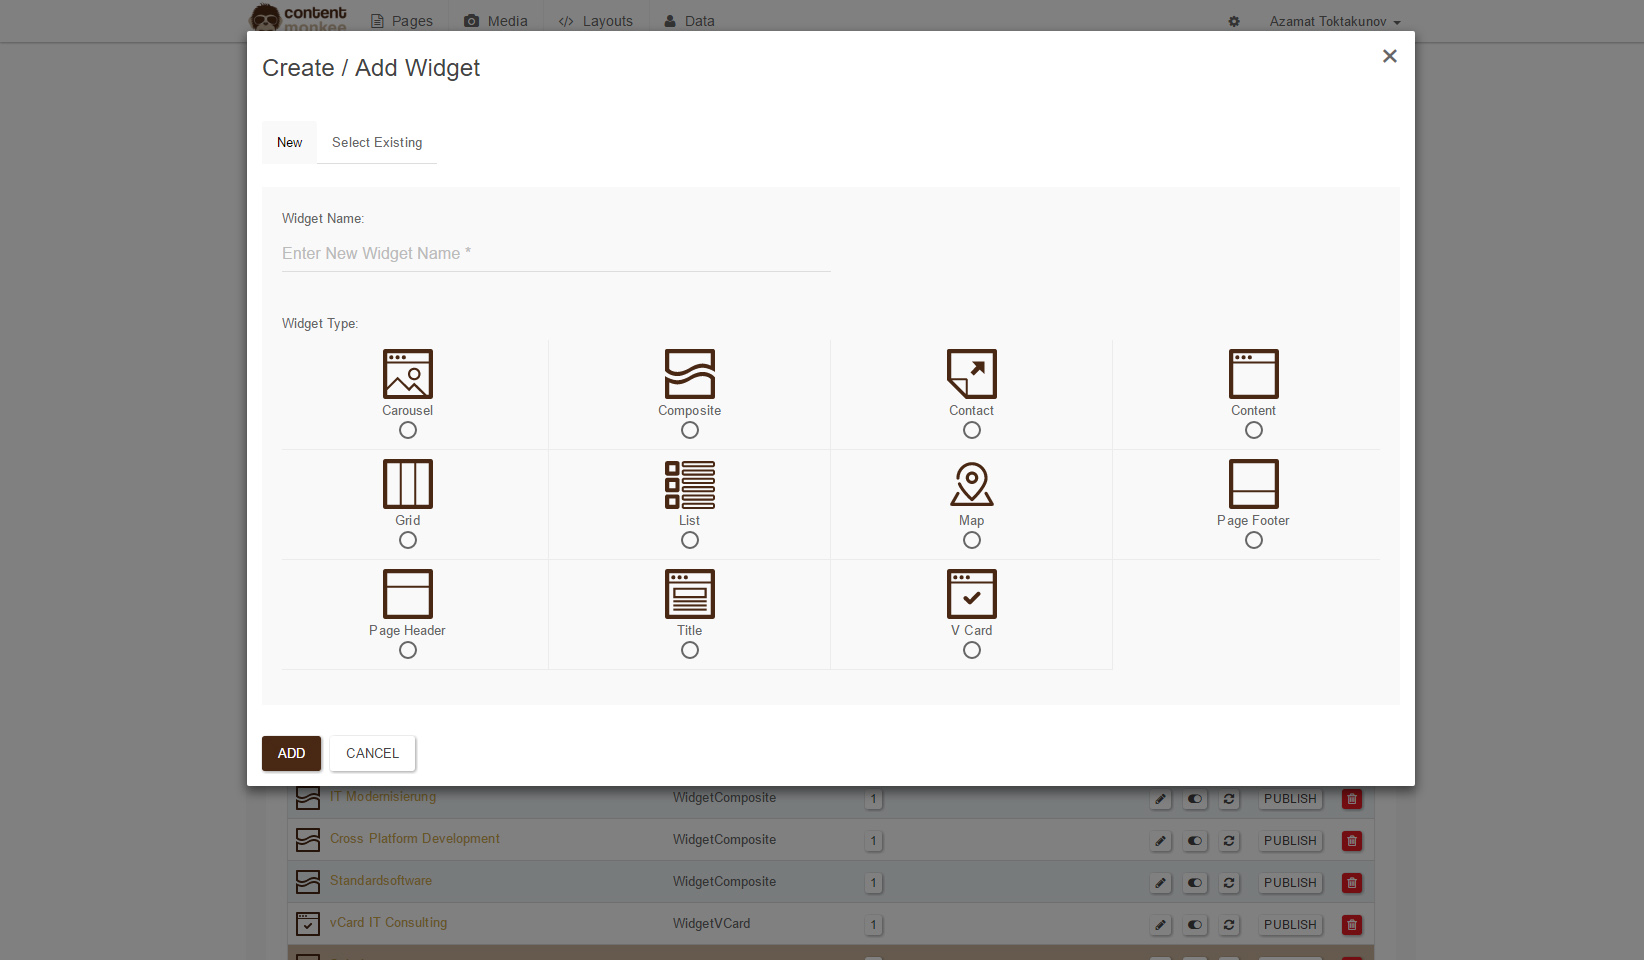 content
monkee
Pages
Media
Layouts
Data
Azamat Toktakunov
Create / Add Widget
New
Select Existing
Widget Name:
Enter New Widget Name *
Widget Type:
Carousel
Composite
Contact
Content
Grid
List
Map
Page Footer
Page Header
Title
V Card
ADD
CANCEL
IT Modernisierung WidgetComposite 1 PUBLISH
Cross Platform Development WidgetComposite 1 PUBLISH
Standardsoftware WidgetComposite 1 PUBLISH
vCard IT Consulting WidgetVCard 1 PUBLISH